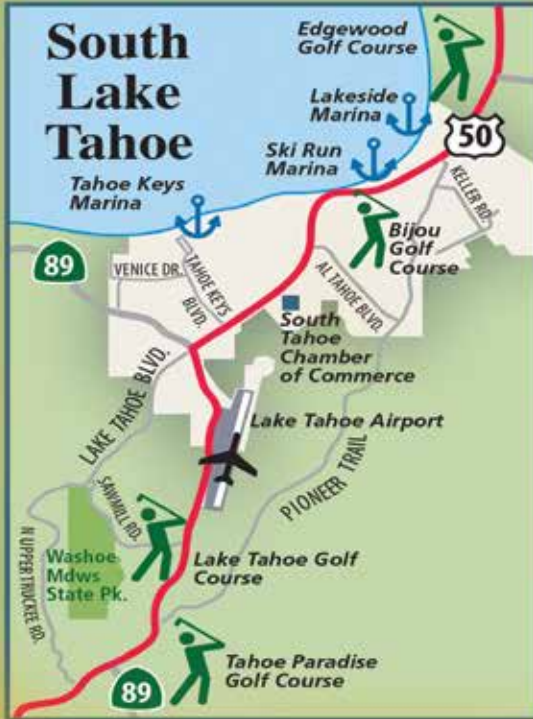 South
Lake
Tahoe
Edgewood
Golf Course
Lakeside
Marina
50
Ski Run
Marina
KELLER RD.
Tahoe Keys
Marina
Bijou
Golf
Course
89
VENICE DR.
TAHOE KEYS
BLVD.
AL TAHOE BLVD.
South
Tahoe
Chamber
of Commerce
LAKE TAHOE BLVD.
Lake Tahoe Airport
PIONEER TRAIL
SAWMILL RD.
N UPPER TRUCKEE RD.
Washoe
Mdws
State Pk.
Lake Tahoe Golf
Course
89
Tahoe Paradise
Golf Course